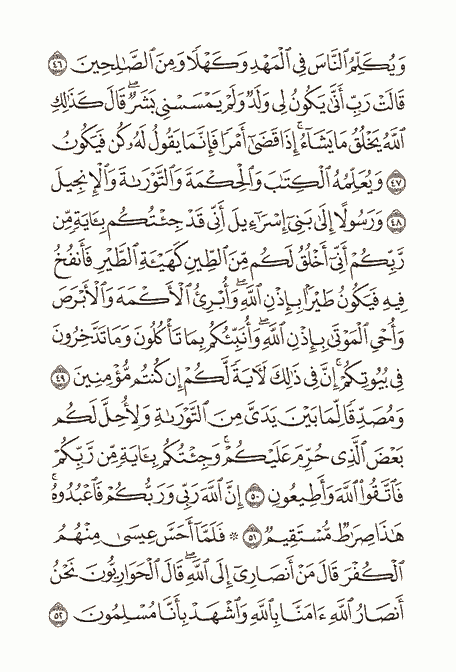 وَيُكَلِّمُ ٱلنَّاسَ فِي ٱلْمَهْدِ وَكَهْلًا وَمِنَ ٱلصَّٰلِحِينَ ٤٦
قَالَتْ رَبِّ أَنَّىٰ يَكُونُ لِي وَلَدٌ وَلَمْ يَمْسَسْنِي بَشَرٌ ۖ قَالَ كَذَٰلِكِ
ٱللَّهُ يَخْلُقُ مَا يَشَآءُ ۚ إِذَا قَضَىٰٓ أَمْرًا فَإِنَّمَا يَقُولُ لَهُۥ كُن فَيَكُونُ
٤٧ وَيُعَلِّمُهُ ٱلْكِتَٰبَ وَٱلْحِكْمَةَ وَٱلتَّوْرَىٰةَ وَٱلْإِنجِيلَ
٤٨ وَرَسُولًا إِلَىٰ بَنِيٓ إِسْرَٰٓءِيلَ أَنِّي قَدْ جِئْتُكُم بِـَٔايَةٍ مِّن
رَّبِّكُمْ أَنِّيٓ أَخْلُقُ لَكُم مِّنَ ٱلطِّينِ كَهَيْـَٔةِ ٱلطَّيْرِ فَأَنفُخُ
فِيهِ فَيَكُونُ طَيْرًۢا بِإِذْنِ ٱللَّهِ ۖ وَأُبْرِئُ ٱلْأَكْمَهَ وَٱلْأَبْرَصَ
وَأُحْيِ ٱلْمَوْتَىٰ بِإِذْنِ ٱللَّهِ ۖ وَأُنَبِّئُكُم بِمَا تَأْكُلُونَ وَمَا تَدَّخِرُونَ
فِي بُيُوتِكُمْ ۚ إِنَّ فِي ذَٰلِكَ لَـَٔايَةً لَّكُمْ إِن كُنتُم مُّؤْمِنِينَ ٤٩
وَمُصَدِّقًا لِّمَا بَيْنَ يَدَيَّ مِنَ ٱلتَّوْرَىٰةِ وَلِأُحِلَّ لَكُم
بَعْضَ ٱلَّذِي حُرِّمَ عَلَيْكُمْ ۚ وَجِئْتُكُم بِـَٔايَةٍ مِّن رَّبِّكُمْ
فَٱتَّقُوا۟ ٱللَّهَ وَأَطِيعُونِ ٥٠ إِنَّ ٱللَّهَ رَبِّي وَرَبُّكُمْ فَٱعْبُدُوهُ ۗ
هَٰذَا صِرَٰطٌ مُّسْتَقِيمٌ ٥١ ۞ فَلَمَّآ أَحَسَّ عِيسَىٰ مِنْهُمُ
ٱلْكُفْرَ قَالَ مَنْ أَنصَارِيٓ إِلَى ٱللَّهِ ۖ قَالَ ٱلْحَوَارِيُّونَ نَحْنُ
أَنصَارُ ٱللَّهِ ءَامَنَّا بِٱللَّهِ وَٱشْهَدْ بِأَنَّا مُسْلِمُونَ ٥٢